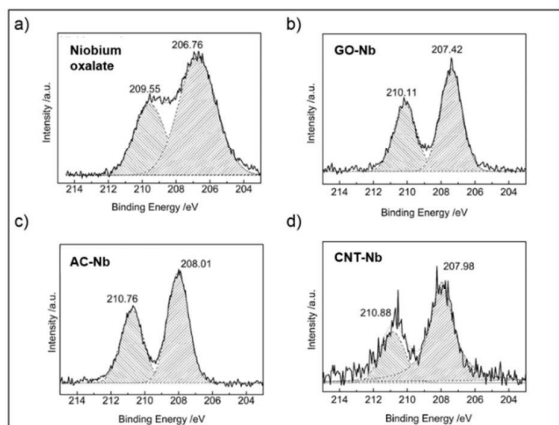 a)
Niobium
oxalate
206.76
209.55
Intensity /a.u.
214 212 210 208 206 204
Binding Energy /eV
b)
GO-Nb
207.42
210.11
Intensity /a.u.
214 212 210 208 206 204
Binding Energy /eV
c)
AC-Nb
208.01
210.76
Intensity /a.u.
214 212 210 208 206 204
Binding Energy /eV
d)
CNT-Nb
207.98
210.88
Intensity /a.u.
214 212 210 208 206 204
Binding Energy /eV